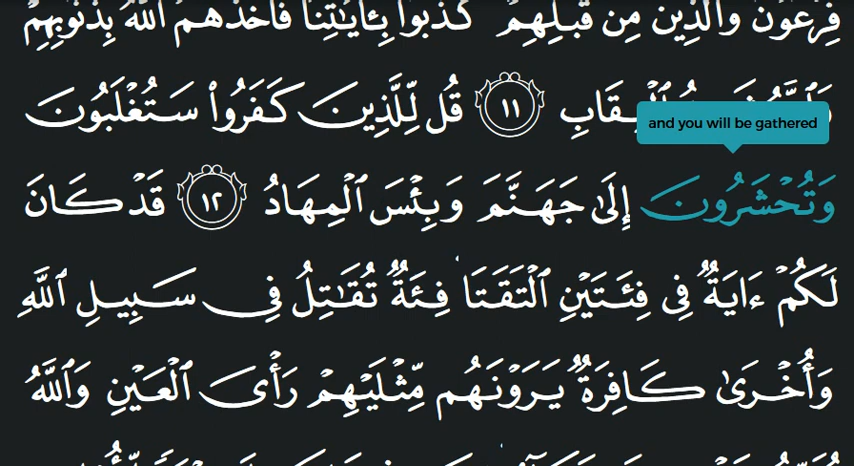 فِرْعَوْنَ وَٱلَّذِينَ مِن قَبْلِهِمْ كَذَّبُوا۟ بِـَٔايَـٰتِنَا فَأَخَذَهُمُ ٱللَّهُ بِذُنُوبِهِمْ
وَٱللَّهُ ٱلْعِقَابِ ١١ قُل لِّلَّذِينَ كَفَرُوا۟ سَتُغْلَبُونَ
and you will be gathered
وَتُحْشَرُونَ إِلَىٰ جَهَنَّمَ وَبِئْسَ ٱلْمِهَادُ ١٢ قَدْ كَانَ
لَكُمْ ءَايَةٌ فِى فِئَتَيْنِ ٱلْتَقَتَا فِئَةٌ تُقَـٰتِلُ فِى سَبِيلِ ٱللَّهِ
وَأُخْرَىٰ كَافِرَةٌ يَرَوْنَهُم مِّثْلَيْهِمْ رَأْىَ ٱلْعَيْنِ وَٱللَّهُ